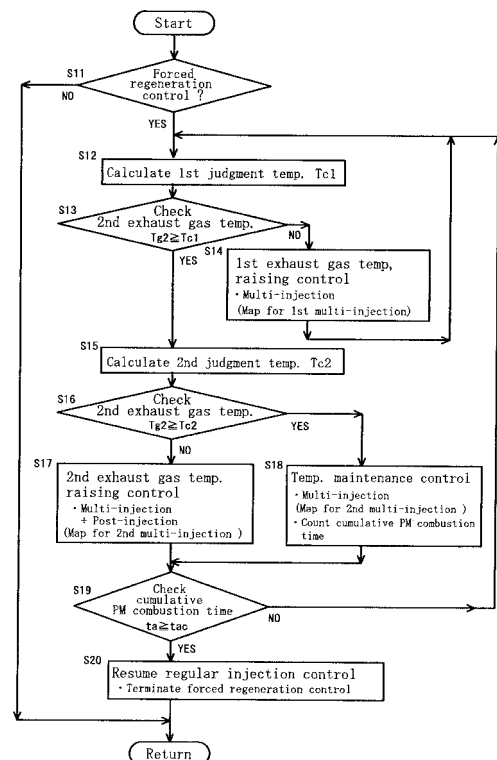 Start
S11
Forced
regeneration
control ?
NO
YES
S12
Calculate 1st judgment temp. Tc1
S13
Check
2nd exhaust gas temp.
Tg2≧Tc1
NO
YES
S14
1st exhaust gas temp,
raising control
・Multi-injection
(Map for 1st multi-injection)
S15
Calculate 2nd judgment temp. Tc2
S16
Check
2nd exhaust gas temp.
Tg2≧Tc2
YES
NO
S17
2nd exhaust gas temp.
raising control
・Multi-injection
+ Post-injection
(Map for 2nd multi-injection )
S18
Temp. maintenance control
・Multi-injection
(Map for 2nd multi-injection )
・Count cumulative PM combustion
time
S19
Check
cumulative
PM combustion time
ta≧tac
NO
YES
S20
Resume regular injection control
・Terminate forced regeneration control
Return